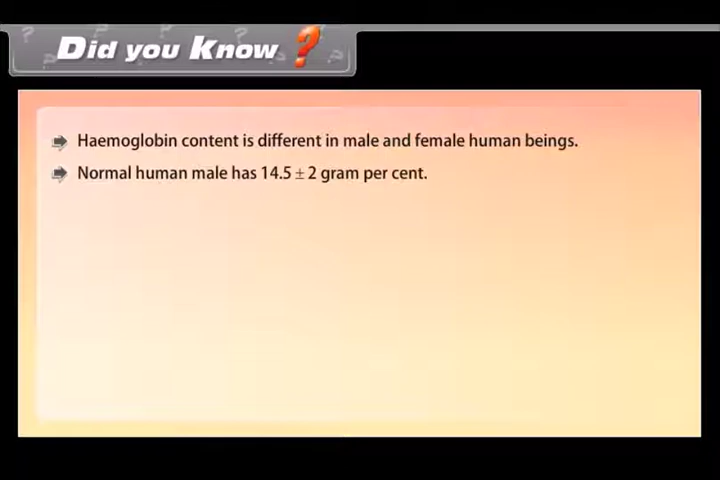 Did you Know ?
Haemoglobin content is different in male and female human beings.
Normal human male has 14.5 ± 2 gram per cent.